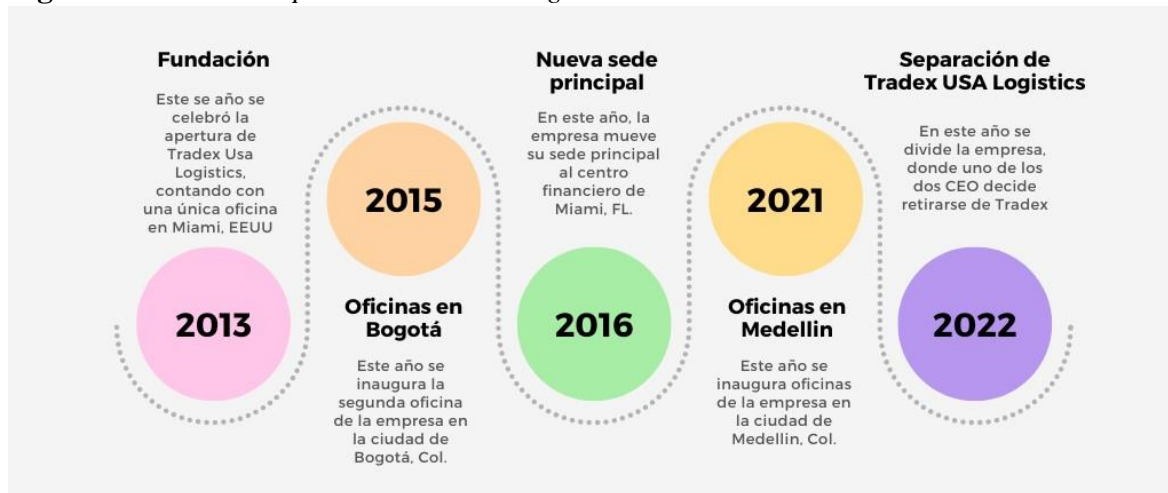 Fundación
Este se año se
celebró la
apertura de
Tradex Usa
Logistics,
contando con
una única oficina
en Miami, EEUU
2013
2015
Oficinas en
Bogotá
Este año se
inaugura la
segunda oficina
de la empresa en
la ciudad de
Bogotá, Col.
Nueva sede
principal
En este año, la
empresa mueve
su sede principal
al centro
financiero de
Miami, FL.
2016
2021
Oficinas en
Medellin
Este año se
inaugura oficinas
de la empresa en
la ciudad de
Medellin, Col.
Separación de
Tradex USA Logistics
En este año se
divide la empresa,
donde uno de los
dos CEO decide
retirarse de Tradex
2022